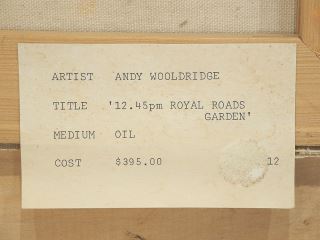 ARTIST ANDY WOOLDRIDGE
TITLE '12.45pm ROYAL ROADS
GARDEN'
MEDIUM OIL
COST $395.00 12